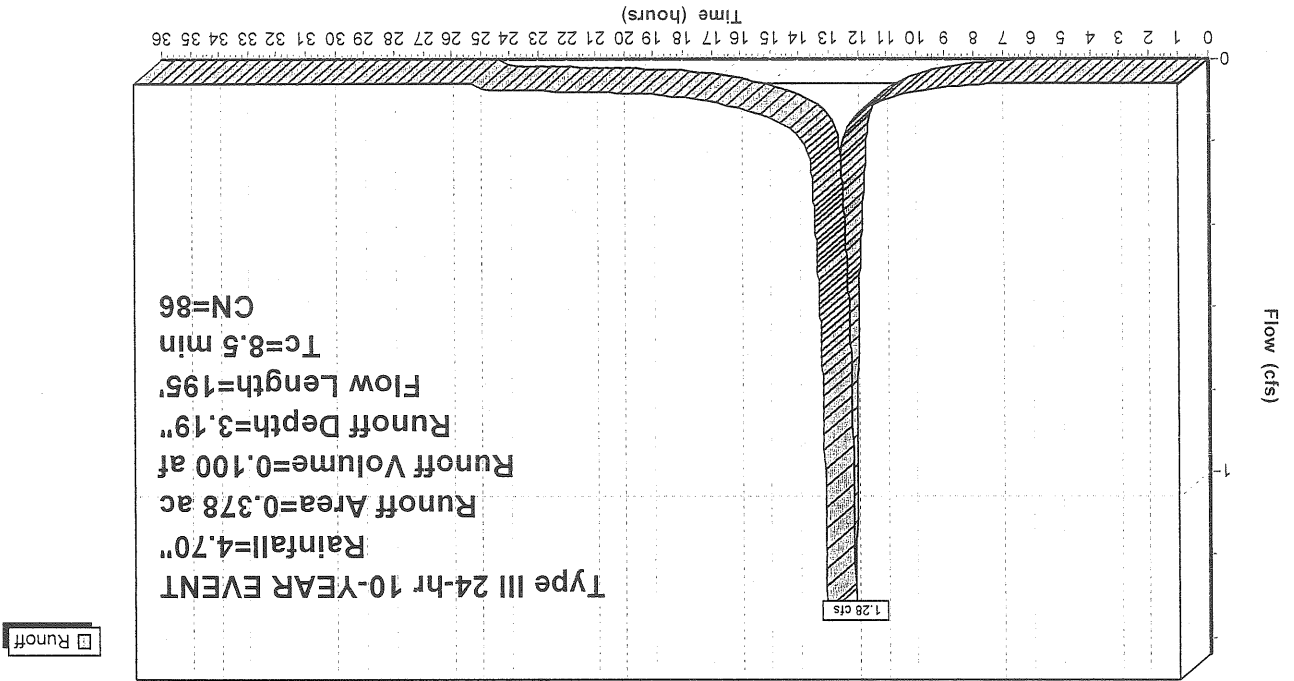 Runoff
1.28 cfs
Type III 24-hr 10-YEAR EVENT
Rainfall=4.70"
Runoff Area=0.378 ac
Runoff Volume=0.100 af
Runoff Depth=3.19"
Flow Length=195'
Tc=8.5 min
CN=86
Flow (cfs)
1
0
0 1 2 3 4 5 6 7 8 9 10 11 12 13 14 15 16 17 18 19 20 21 22 23 24 25 26 27 28 29 30 31 32 33 34 35 36
Time (hours)